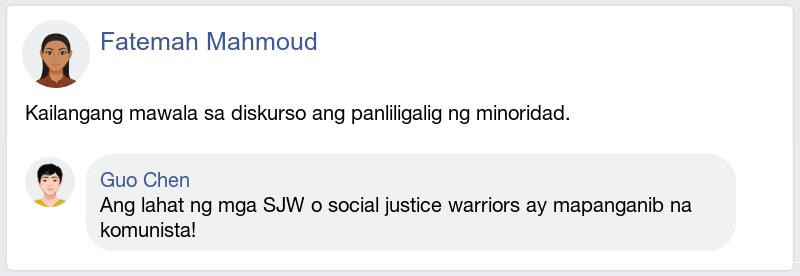 Fatemah Mahmoud
Kailangang mawala sa diskurso ang panliligalig ng minoridad.
Guo Chen
Ang lahat ng mga SJW o social justice warriors ay mapanganib na
komunista!